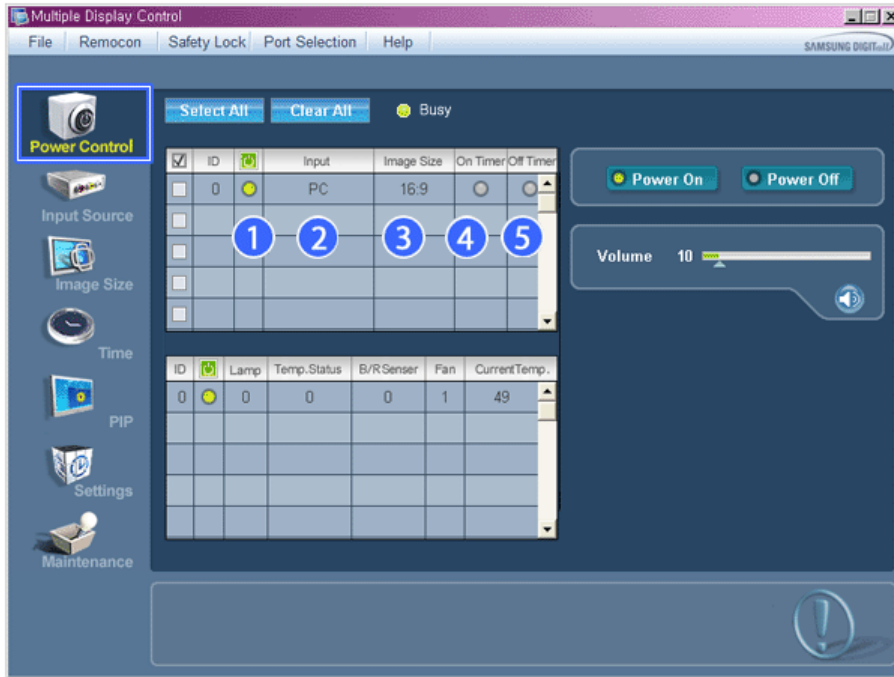 Multiple Display Control
File Remocon Safety Lock Port Selection Help
SAMSUNG DIGITall
Select All Clear All Busy
Power Control
ID Input Image Size On Timer Off Timer
0 PC 16:9
Power On Power Off
Input Source
1 2 3 4 5
Volume 10
Image Size
Time
ID Lamp Temp.Status B/RSenser Fan CurrentTemp.
0 0 0 0 1 49
PIP
Settings
Maintenance